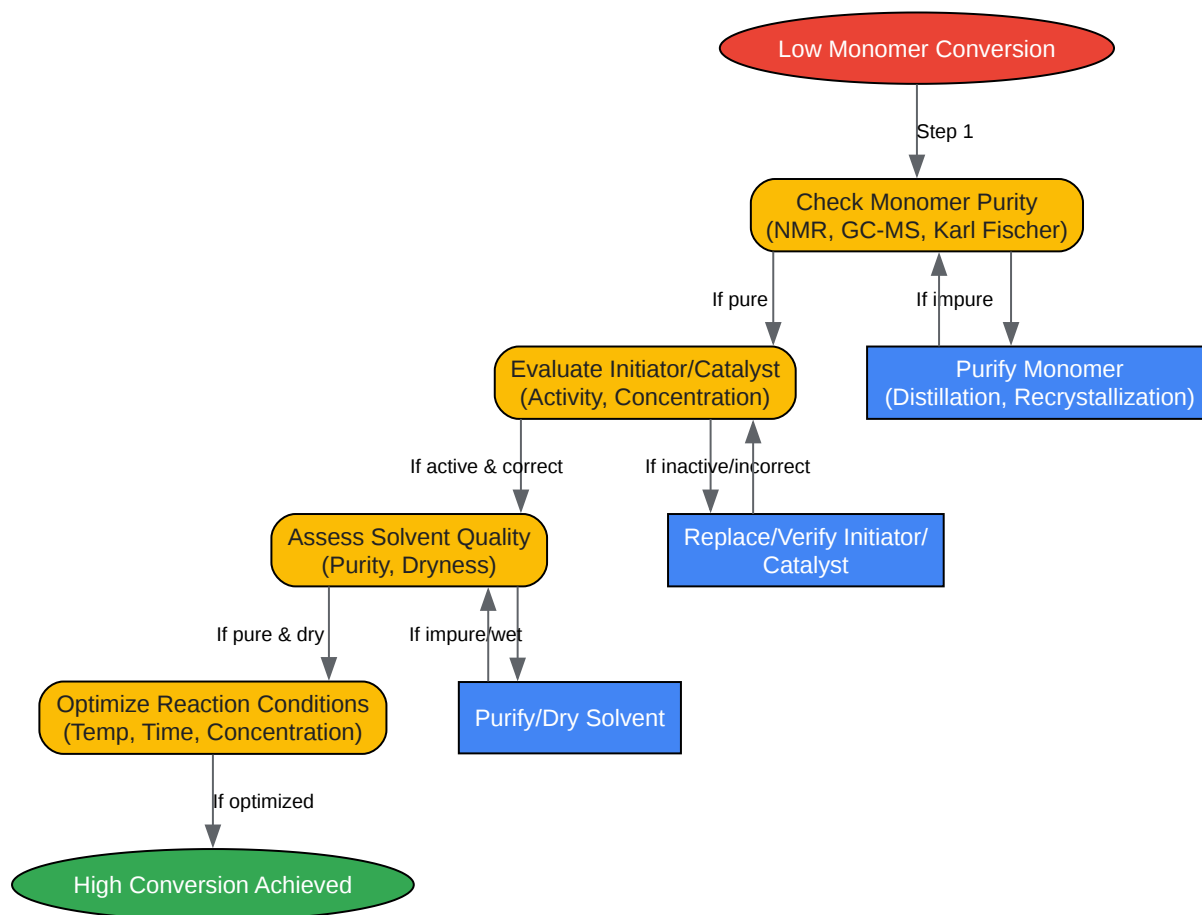 Low Monomer Conversion
Step 1
Check Monomer Purity
(NMR, GC-MS, Karl Fischer)
If pure
If impure
Evaluate Initiator/Catalyst
(Activity, Concentration)
Purify Monomer
(Distillation, Recrystallization)
If active & correct
If inactive/incorrect
Assess Solvent Quality
(Purity, Dryness)
Replace/Verify Initiator/
Catalyst
If pure & dry
If impure/wet
Optimize Reaction Conditions
(Temp, Time, Concentration)
Purify/Dry Solvent
If optimized
High Conversion Achieved